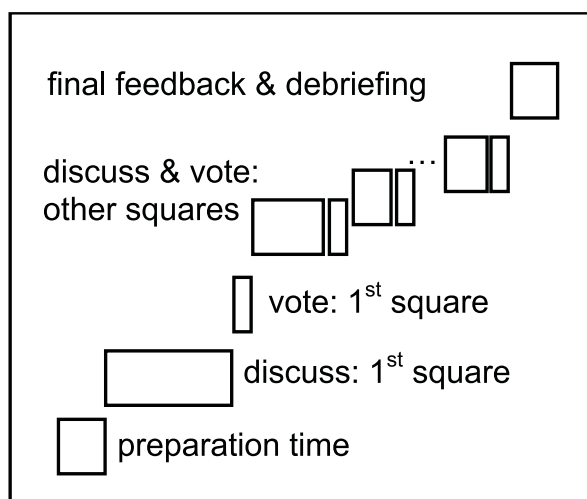 final feedback & debriefing
...
discuss & vote:
other squares
vote: 1st square
discuss: 1st square
preparation time